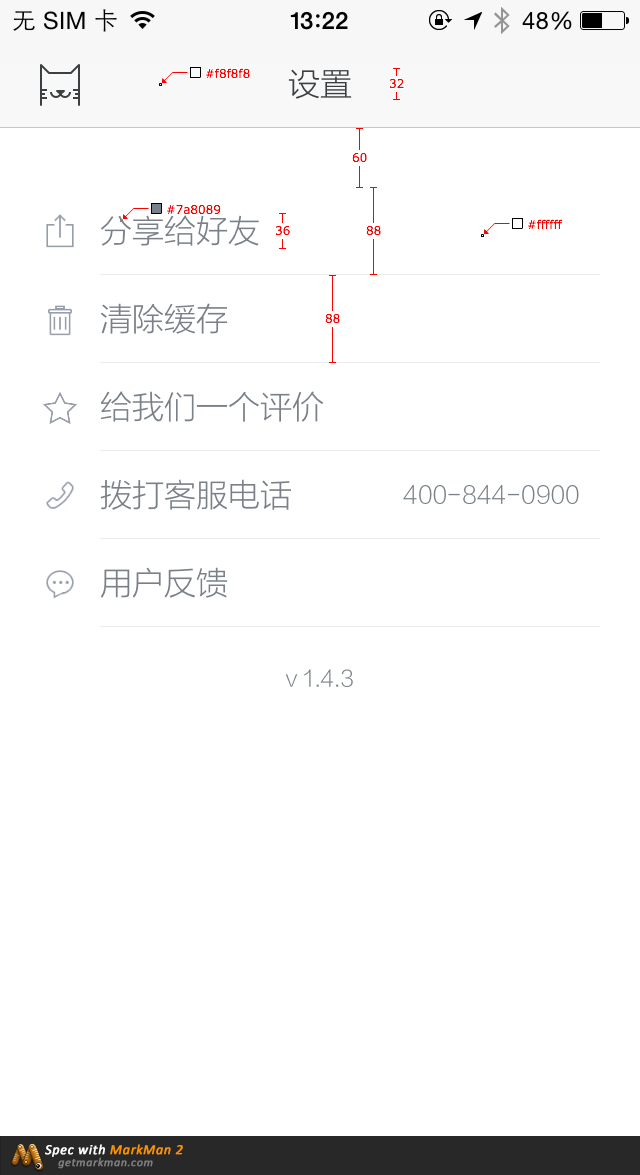 无 SIM 卡 13:22 48%
#f8f8f8 设置 32
60
#7a8089
分享给好友 36 88 #ffffff
清除缓存 88
给我们一个评价
拨打客服电话 400-844-0900
用户反馈
v 1.4.3
Spec with MarkMan 2
getmarkman.com